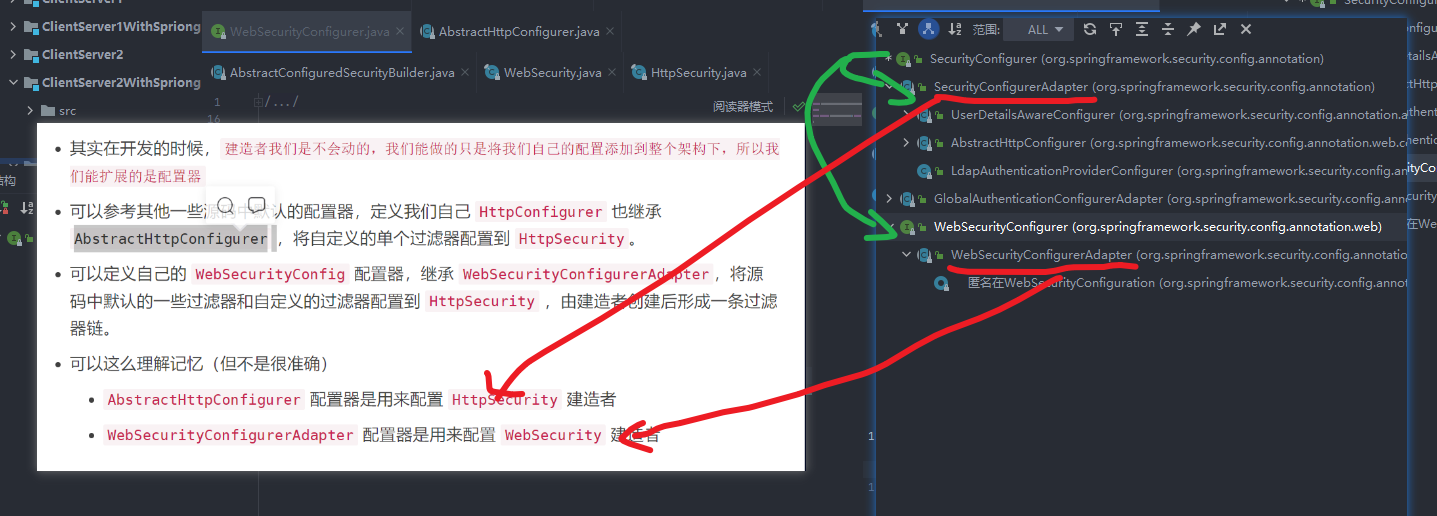 ClientServer1WithSpriong
ClientServer2
ClientServer2WithSpriong
src
结构
WebSecurityConfigurer.java
AbstractHttpConfigurer.java
AbstractConfiguredSecurityBuilder.java
WebSecurity.java
HttpSecurity.java
1
/.../
16
阅读器模式
其实在开发的时候，建造者我们是不会动的，我们能做的只是将我们自己的配置添加到整个架构下，所以我
们能扩展的是配置器
可以参考其他一些源码中默认的配置器，定义我们自己 HttpConfigurer 也继承
AbstractHttpConfigurer ，将自定义的单个过滤器配置到 HttpSecurity。
可以定义自己的 WebSecurityConfig 配置器，继承 WebSecurityConfigurerAdapter，将源
码中默认的一些过滤器和自定义的过滤器配置到 HttpSecurity ，由建造者创建后形成一条过滤
器链。
可以这么理解记忆（但不是很准确）
AbstractHttpConfigurer 配置器是用来配置 HttpSecurity 建造者
WebSecurityConfigurerAdapter 配置器是用来配置 WebSecurity 建造者
范围:
ALL
* SecurityConfigurer (org.springframework.security.config.annotation)
SecurityConfigurerAdapter (org.springframework.security.config.annotation)
UserDetailsAwareConfigurer (org.springframework.security.config.annotation.a
AbstractHttpConfigurer (org.springframework.security.config.annotation.web.c
LdapAuthenticationProviderConfigurer (org.springframework.security.config.a
GlobalAuthenticationConfigurerAdapter (org.springframework.security.config.a
WebSecurityConfigurer (org.springframework.security.config.annotation.web)
WebSecurityConfigurerAdapter (org.springframework.security.config.annotation
匿名在WebSecurityConfiguration (org.springframework.security.config.annot
1
1